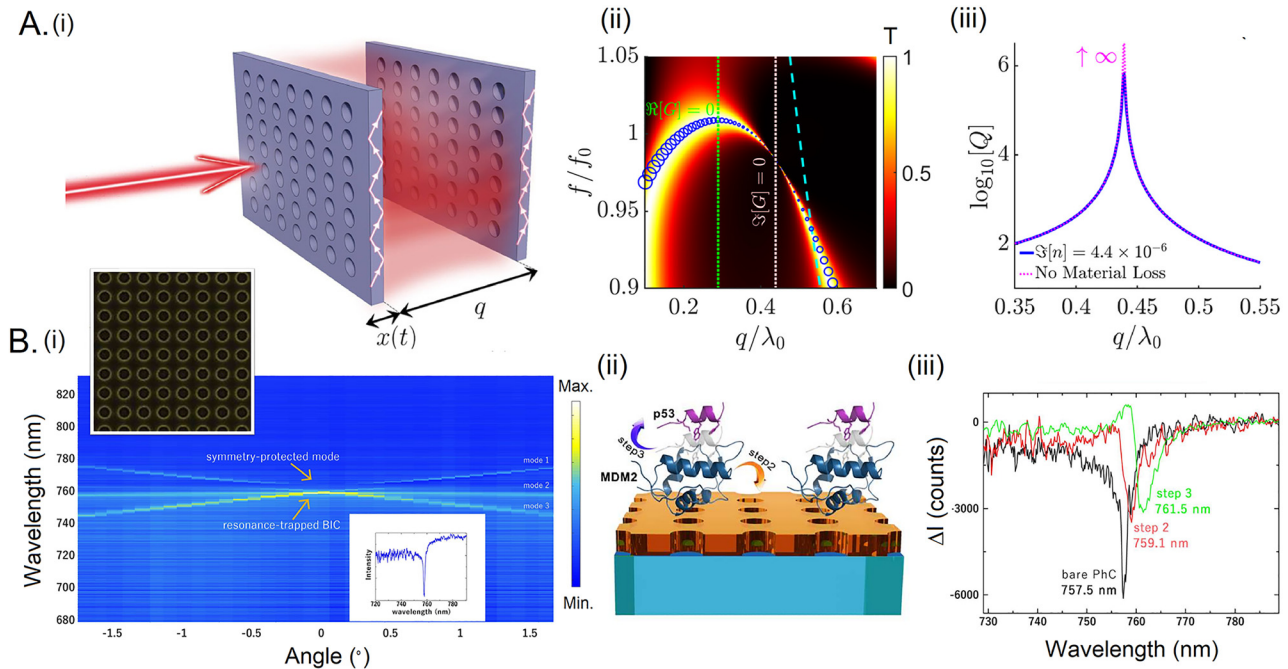 A. (i)
q
x(t)
(ii)
T
1.05
1
0.95
0.9
f/f₀
ℜ[G] = 0
ℑ[G] = 0
0.2
0.4
0.6
q/λ₀
1
0.5
0
(iii)
↑ ∞
6
4
2
log₁₀[Q]
ℑ[n] = 4.4 × 10⁻⁶
No Material Loss
0.35
0.4
0.45
0.5
0.55
q/λ₀
B. (i)
Wavelength (nm)
820
800
780
760
740
720
700
680
symmetry-protected mode
resonance-trapped BIC
mode 1
mode 2
mode 3
Intensity
720
740
760
780
wavelength (nm)
-1.5
-1
-0.5
0
0.5
1
1.5
Angle (°)
Max.
Min.
(ii)
p53
step3
MDM2
step2
(iii)
ΔI (counts)
0
-3000
-6000
step 3
761.5 nm
step 2
759.1 nm
bare PhC
757.5 nm
730
740
750
760
770
780
Wavelength (nm)